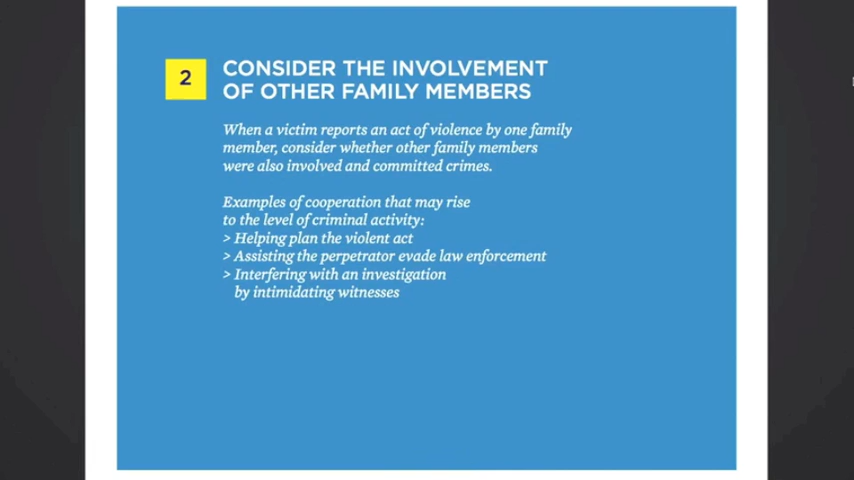 2
CONSIDER THE INVOLVEMENT
OF OTHER FAMILY MEMBERS
When a victim reports an act of violence by one family
member, consider whether other family members
were also involved and committed crimes.
Examples of cooperation that may rise
to the level of criminal activity:
> Helping plan the violent act
> Assisting the perpetrator evade law enforcement
> Interfering with an investigation
by intimidating witnesses